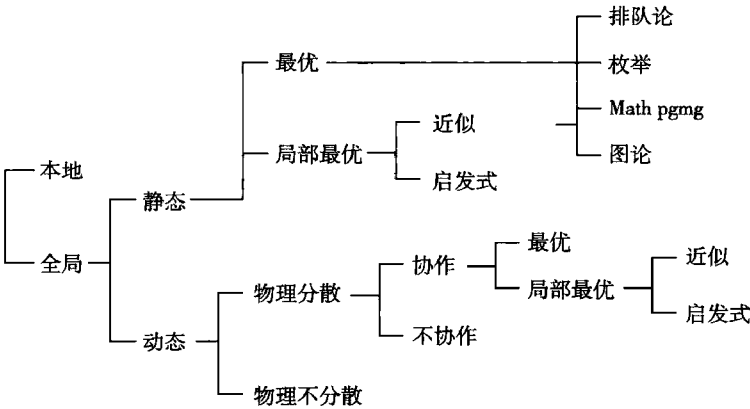 排队论
最优
枚举
Math pgmg
近似
局部最优
图论
启发式
本地
静态
全局
最优
协作
近似
局部最优
物理分散
启发式
动态
不协作
物理不分散